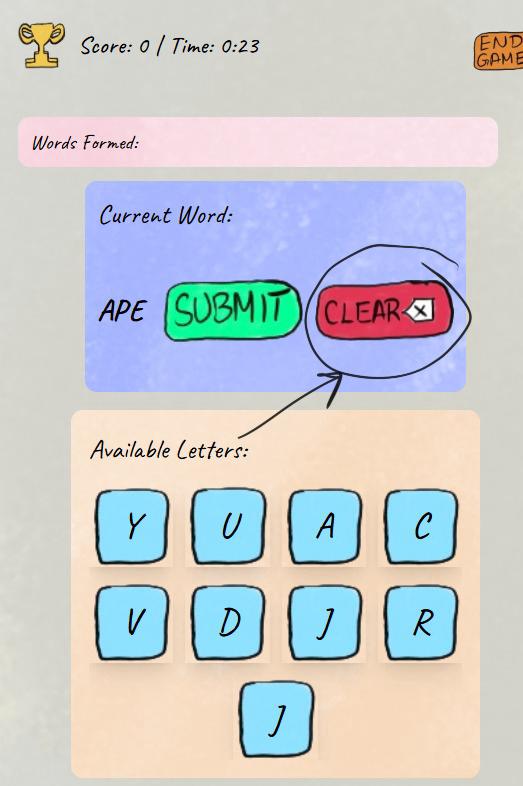 Score: 0 / Time: 0:23
END
GAME
Words Formed:
Current Word:
APE SUBMIT CLEAR X
Available Letters:
Y U A C
V D J R
J